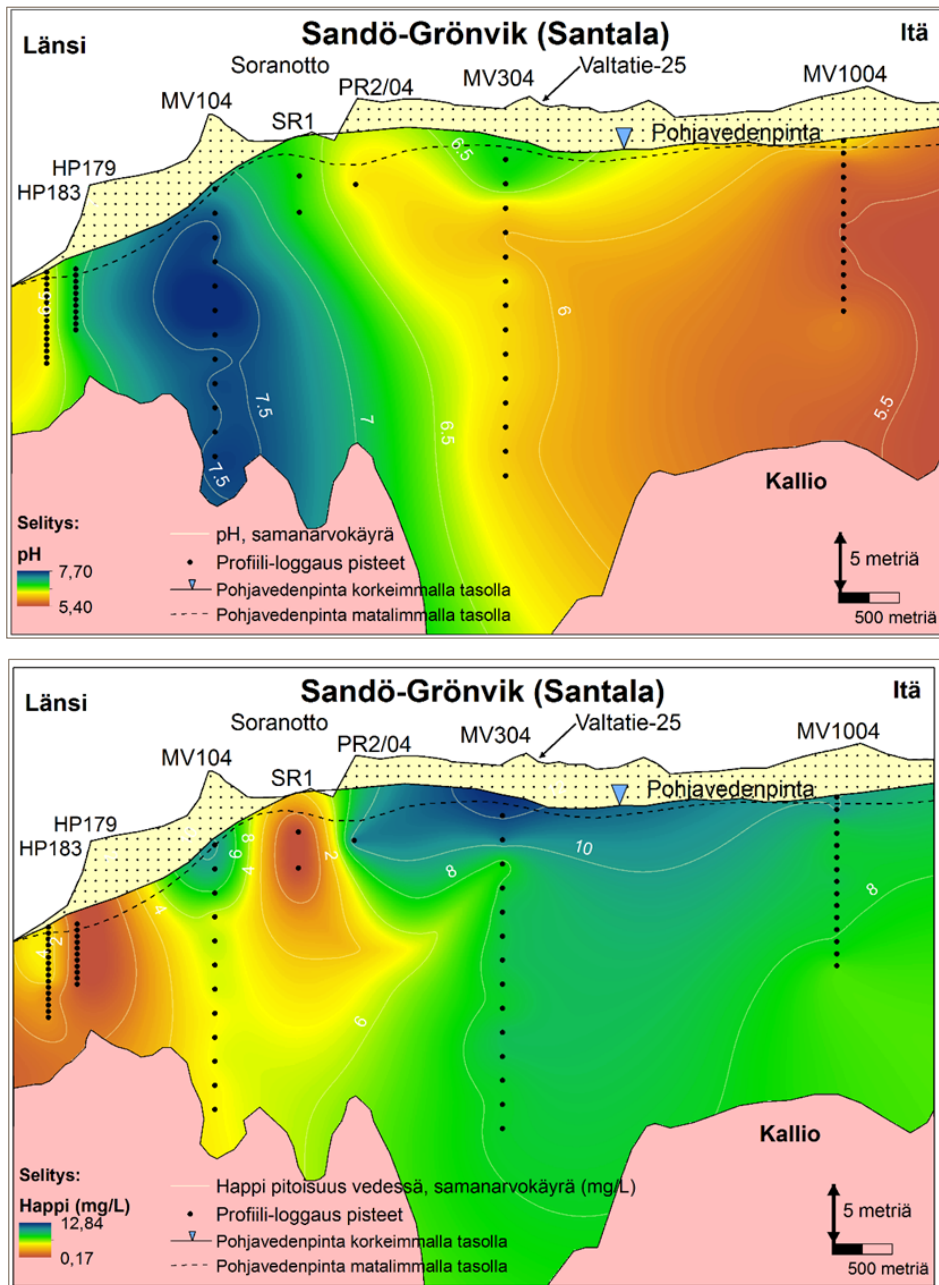 Länsi
Sandö-Grönvik (Santala)
Itä
Soranotto
Valtatie-25
PR2/04
MV304
MV1004
MV104
SR1
Pohjavedenpinta
HP179
HP183
6.5
6.5
6
7.5
7
6.5
5.5
7.5
Kallio
Selitys:
pH
7,70
5,40
pH, samanarvokäyrä
Profiili-loggaus pisteet
Pohjavedenpinta korkeimmalla tasolla
Pohjavedenpinta matalimmalla tasolla
5 metriä
500 metriä
Länsi
Sandö-Grönvik (Santala)
Itä
Soranotto
Valtatie-25
PR2/04
MV304
MV1004
MV104
SR1
Pohjavedenpinta
HP179
HP183
8
6
4
2
10
8
8
4
2
4
6
Kallio
Selitys:
Happi (mg/L)
12,84
0,17
Happi pitoisuus vedessä, samanarvokäyrä (mg/L)
Profiili-loggaus pisteet
Pohjavedenpinta korkeimmalla tasolla
Pohjavedenpinta matalimmalla tasolla
5 metriä
500 metriä